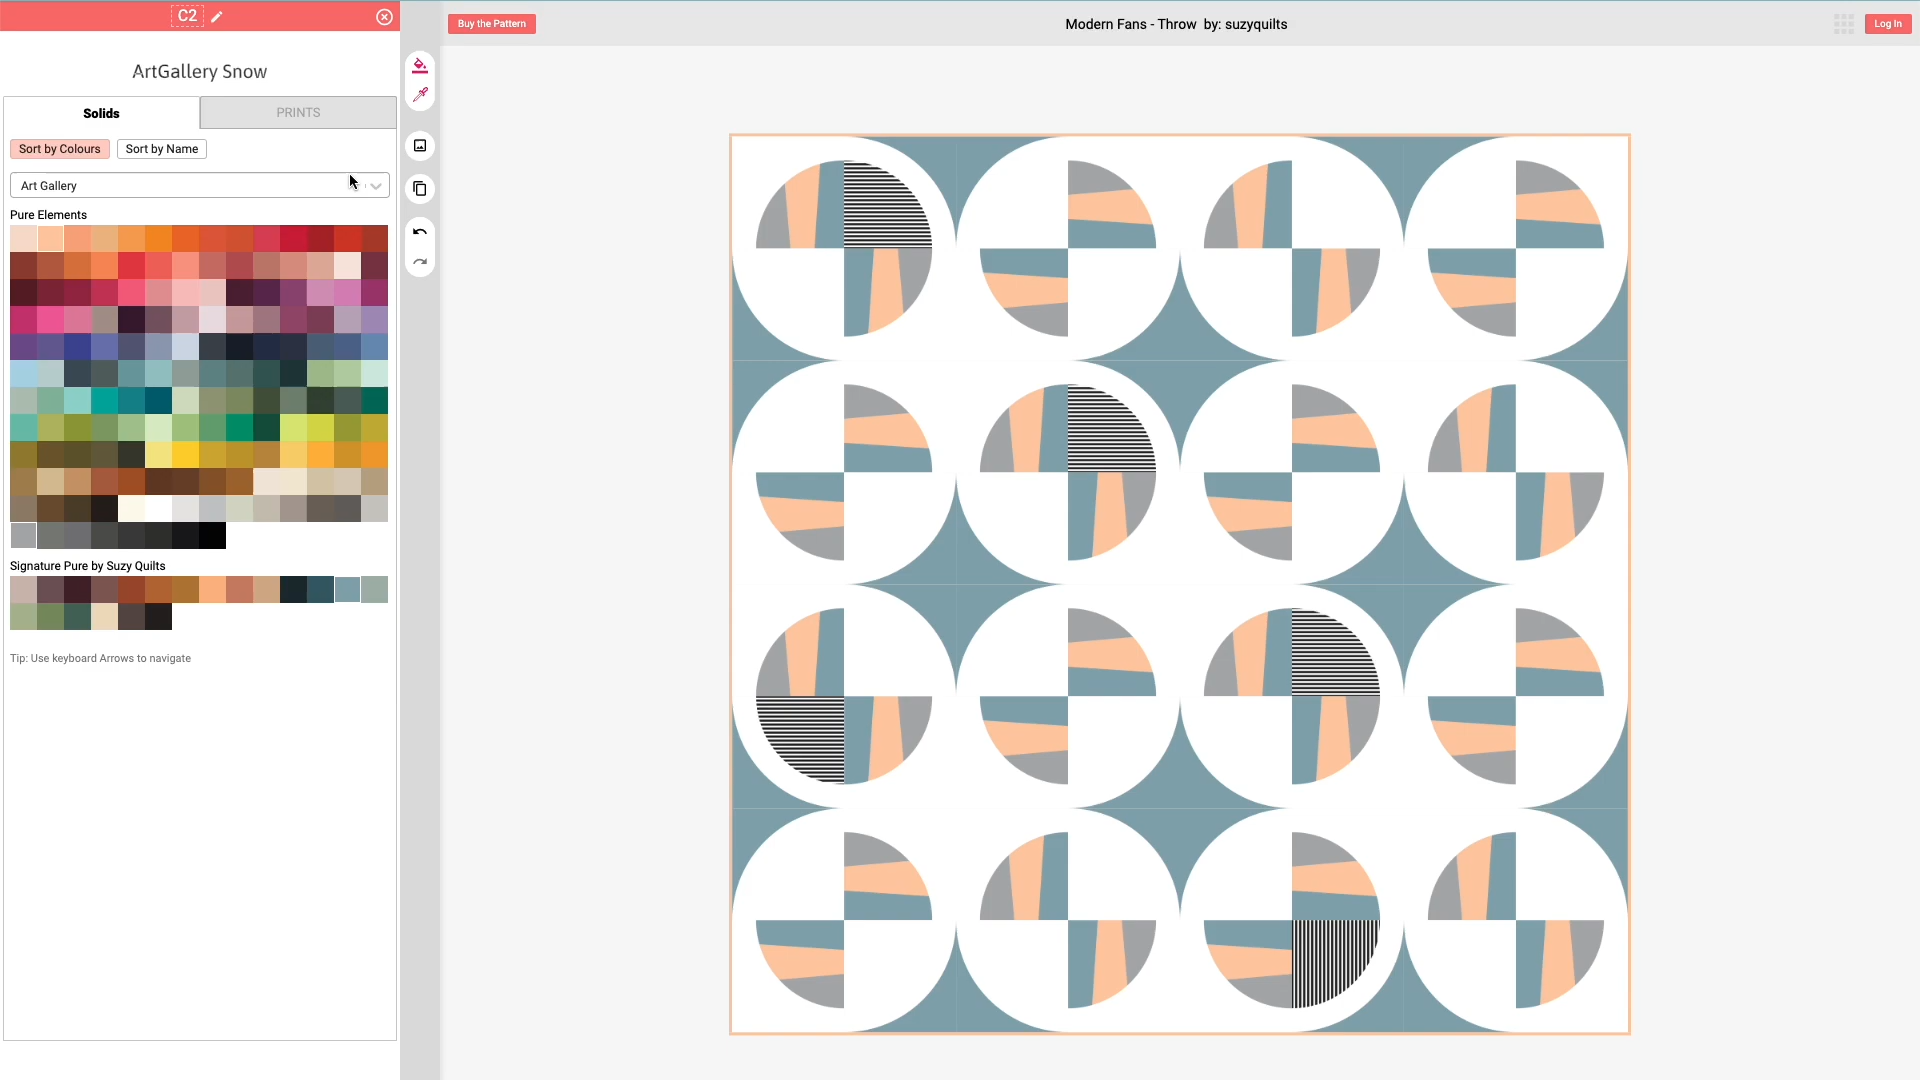 C2
Buy the Pattern
Modern Fans - Throw by: suzyquilts
Log In
ArtGallery Snow
Solids
PRINTS
Sort by Colours
Sort by Name
Art Gallery
Pure Elements
Signature Pure by Suzy Quilts
Tip: Use keyboard Arrows to navigate